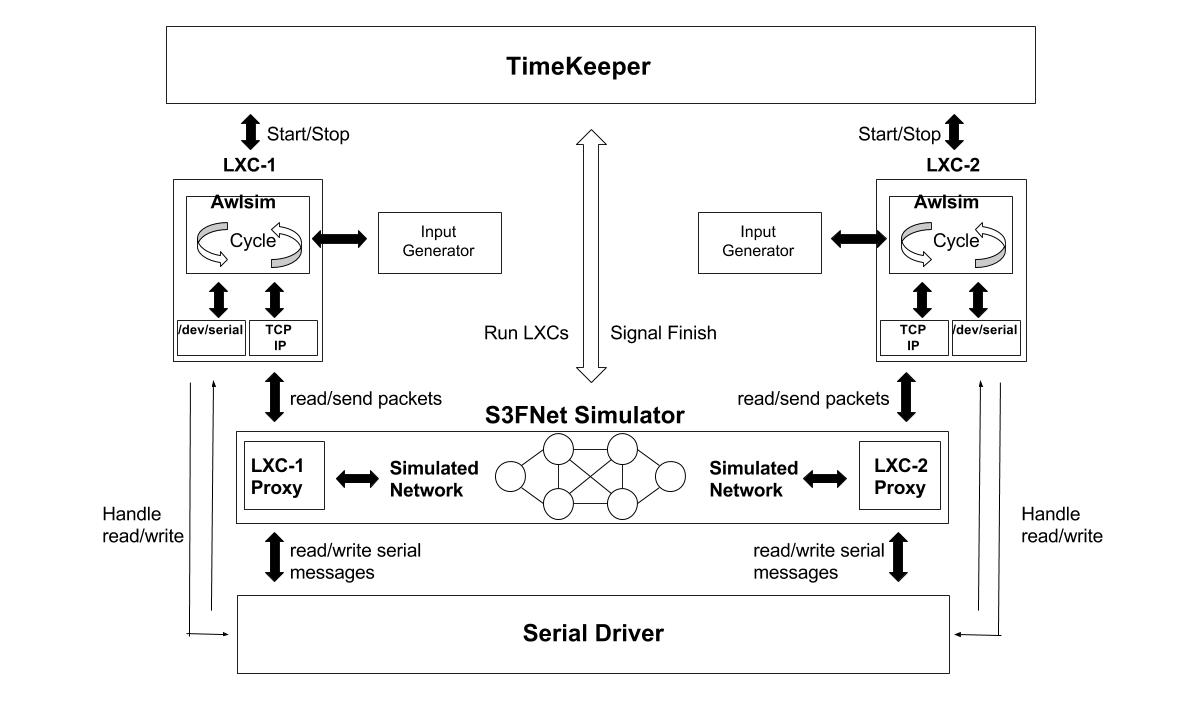 TimeKeeper
Start/Stop
Start/Stop
LXC-1
LXC-2
Awlsim
Cycle
Input
Generator
Input
Generator
Awlsim
Cycle
/dev/serial
TCP
IP
TCP
IP
/dev/serial
Run LXCs
Signal Finish
read/send packets
read/send packets
S3FNet Simulator
LXC-1
Proxy
Simulated
Network
Simulated
Network
LXC-2
Proxy
Handle
read/write
Handle
read/write
read/write serial
messages
read/write serial
messages
Serial Driver